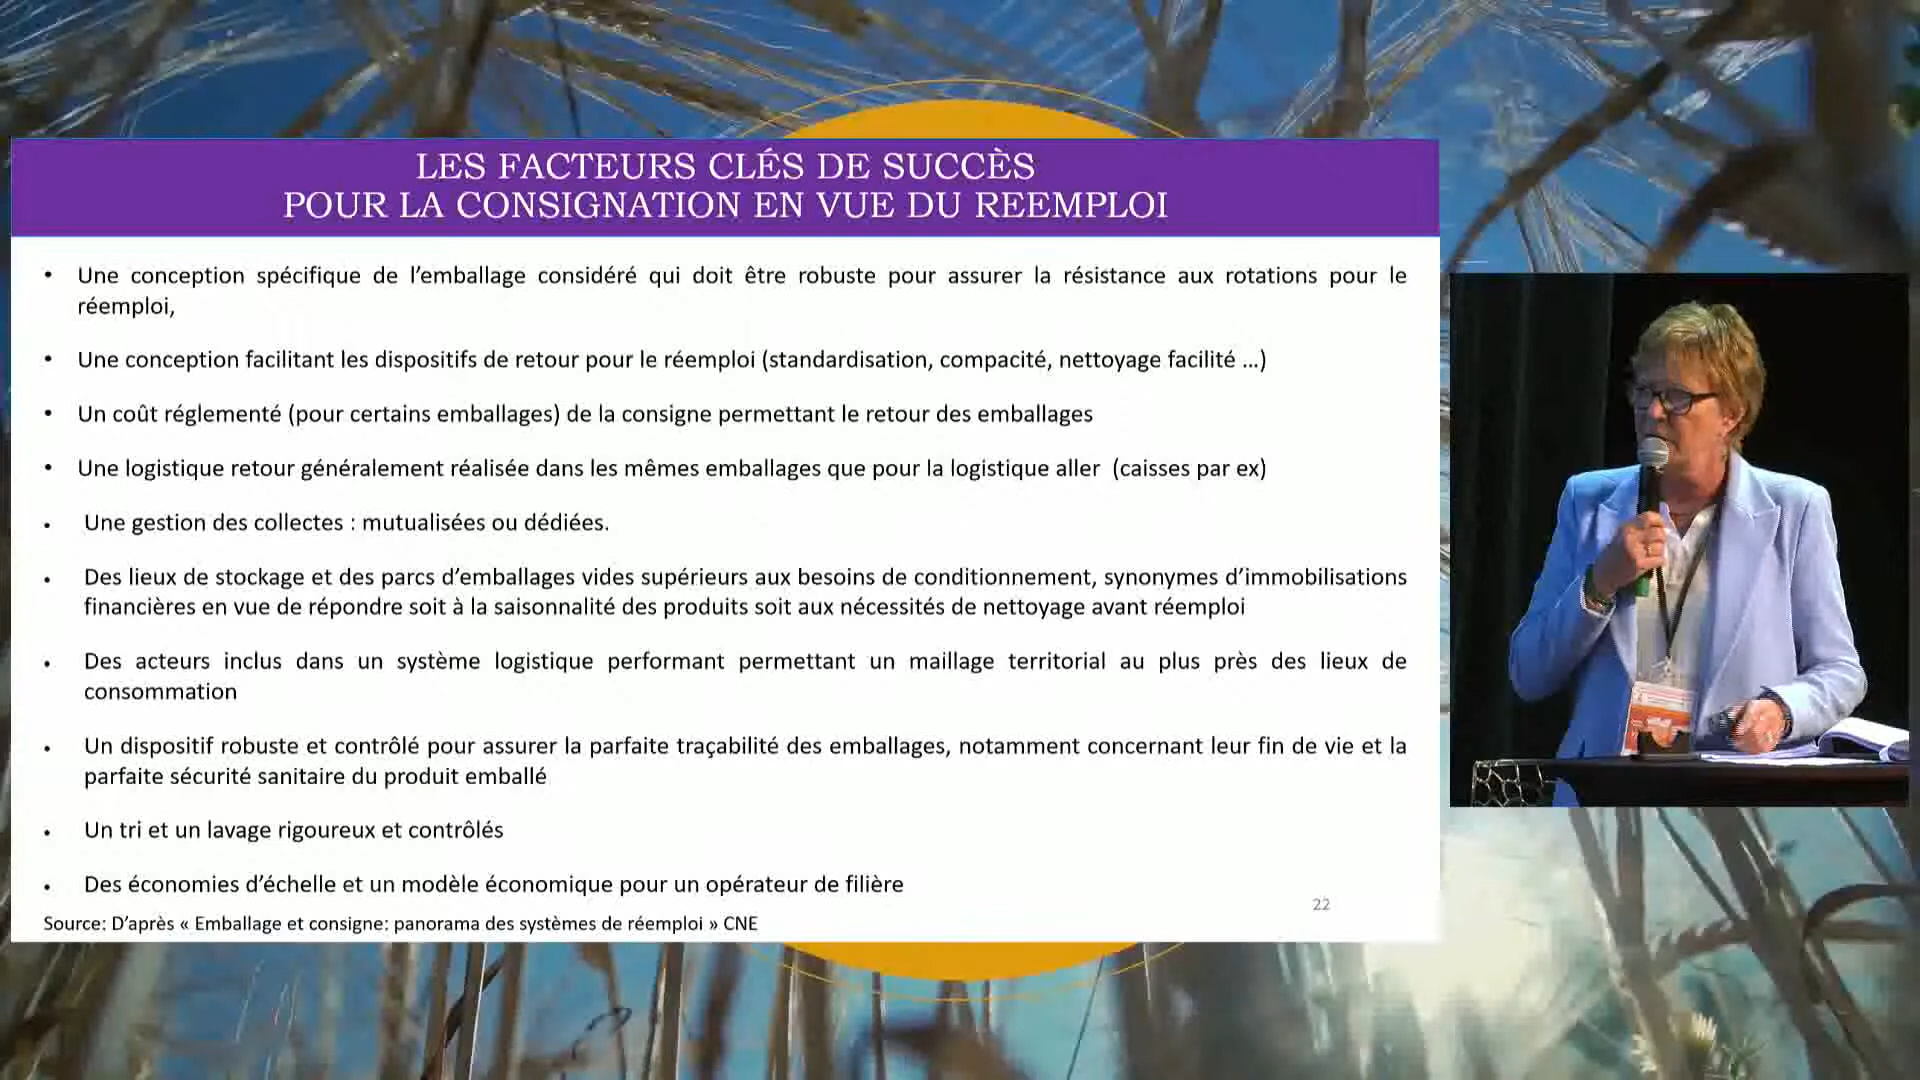 LES FACTEURS CLÉS DE SUCCÈS
POUR LA CONSIGNATION EN VUE DU REEMPLOI
• Une conception spécifique de l’emballage considéré qui doit être robuste pour assurer la résistance aux rotations pour le
réemploi,
• Une conception facilitant les dispositifs de retour pour le réemploi (standardisation, compacité, nettoyage facilité ...)
• Un coût réglementé (pour certains emballages) de la consigne permettant le retour des emballages
• Une logistique retour généralement réalisée dans les mêmes emballages que pour la logistique aller (caisses par ex)
• Une gestion des collectes : mutualisées ou dédiées.
• Des lieux de stockage et des parcs d’emballages vides supérieurs aux besoins de conditionnement, synonymes d’immobilisations
financières en vue de répondre soit à la saisonnalité des produits soit aux nécessités de nettoyage avant réemploi
• Des acteurs inclus dans un système logistique performant permettant un maillage territorial au plus près des lieux de
consommation
• Un dispositif robuste et contrôlé pour assurer la parfaite traçabilité des emballages, notamment concernant leur fin de vie et la
parfaite sécurité sanitaire du produit emballé
• Un tri et un lavage rigoureux et contrôlés
• Des économies d’échelle et un modèle économique pour un opérateur de filière
22
Source: D’après « Emballage et consigne: panorama des systèmes de réemploi » CNE